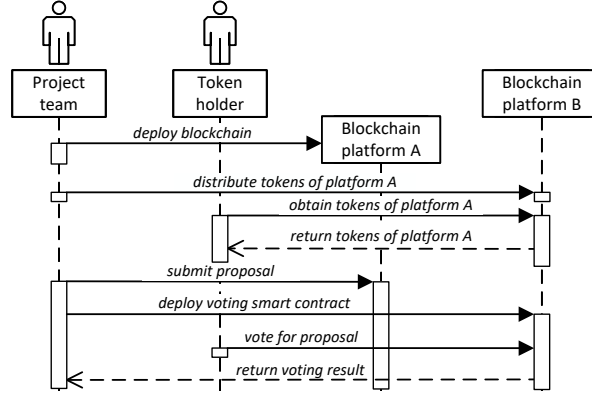 Project
team
Token
holder
Blockchain
platform B
deploy blockchain
Blockchain
platform A
distribute tokens of platform A
obtain tokens of platform A
return tokens of platform A
submit proposal
deploy voting smart contract
vote for proposal
return voting result